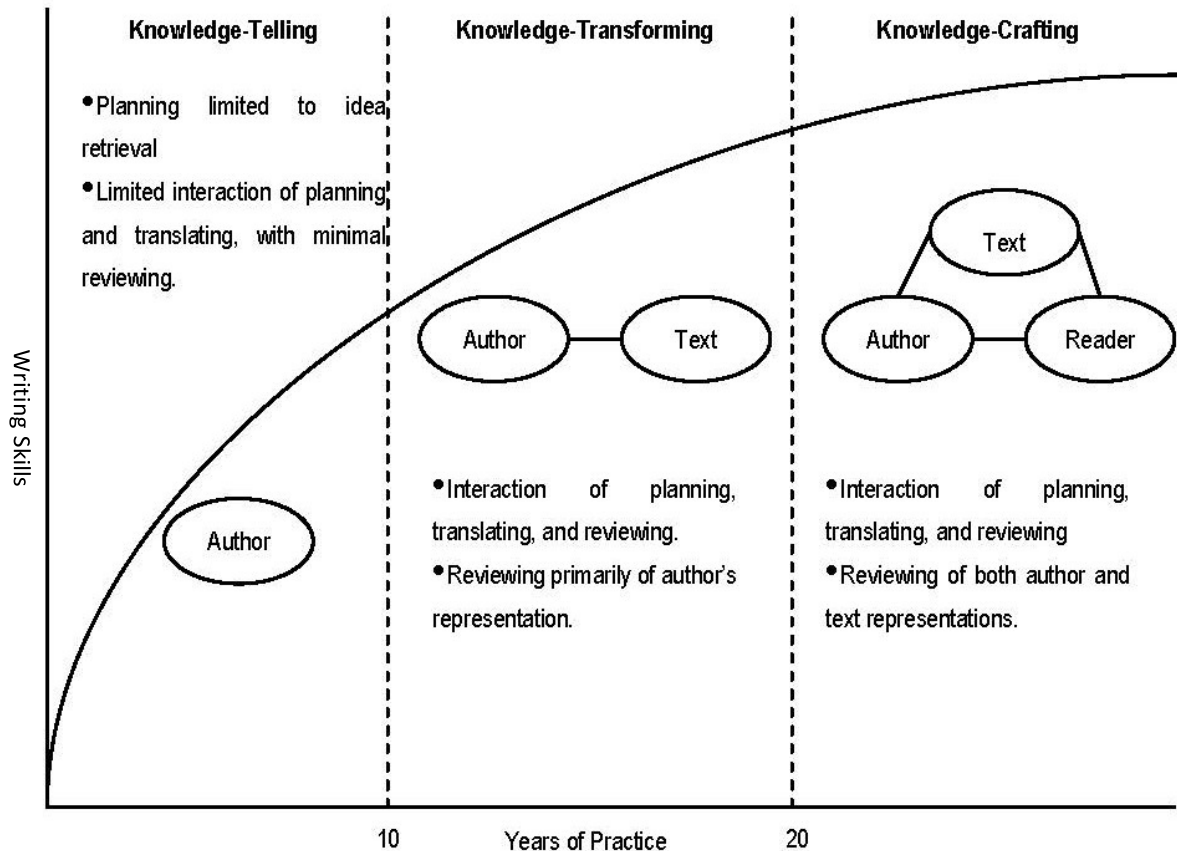 Knowledge-Telling
•Planning limited to idea
retrieval
•Limited interaction of planning
and translating, with minimal
reviewing.
Author
Knowledge-Transforming
Author
Text
•Interaction of planning,
translating, and reviewing.
•Reviewing primarily of author's
representation.
Knowledge-Crafting
Text
Author
Reader
•Interaction of planning,
translating, and reviewing
•Reviewing of both author and
text representations.
Writing Skills
10
Years of Practice
20